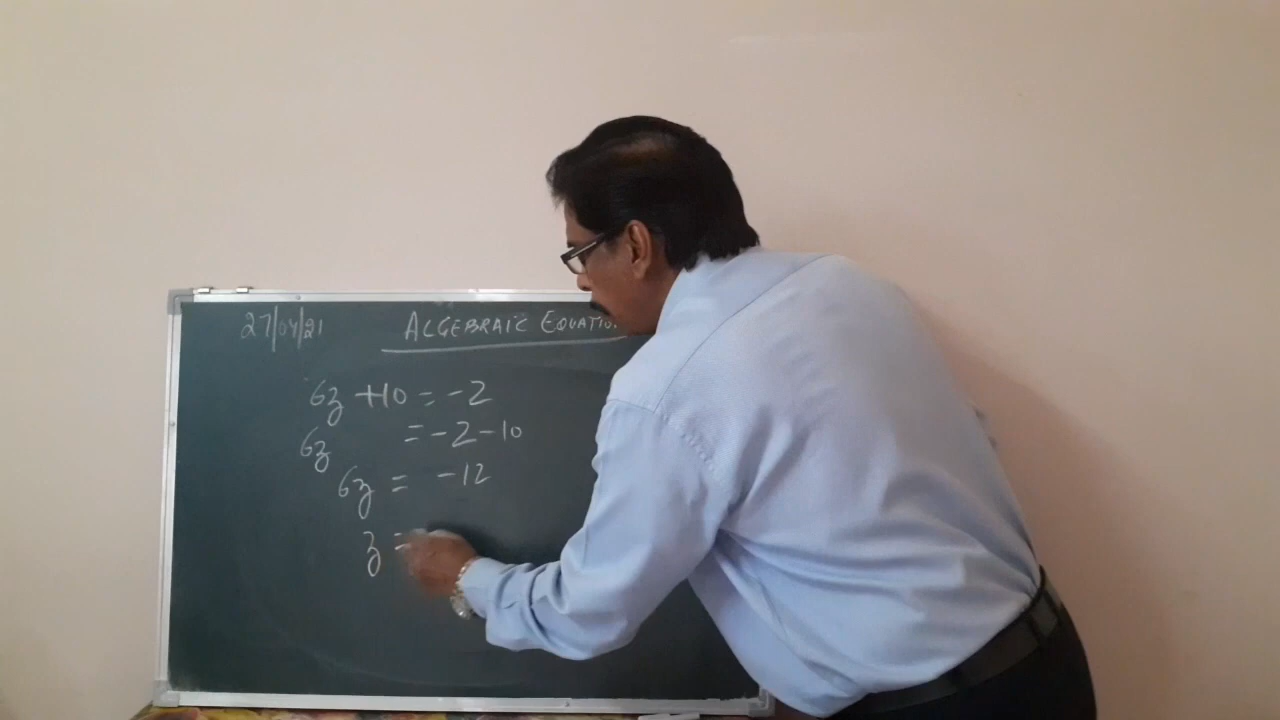 27/04/21
ALGEBRAIC EQUATIO
6z +10 = -2
6z = -2-10
6z = -12
z =